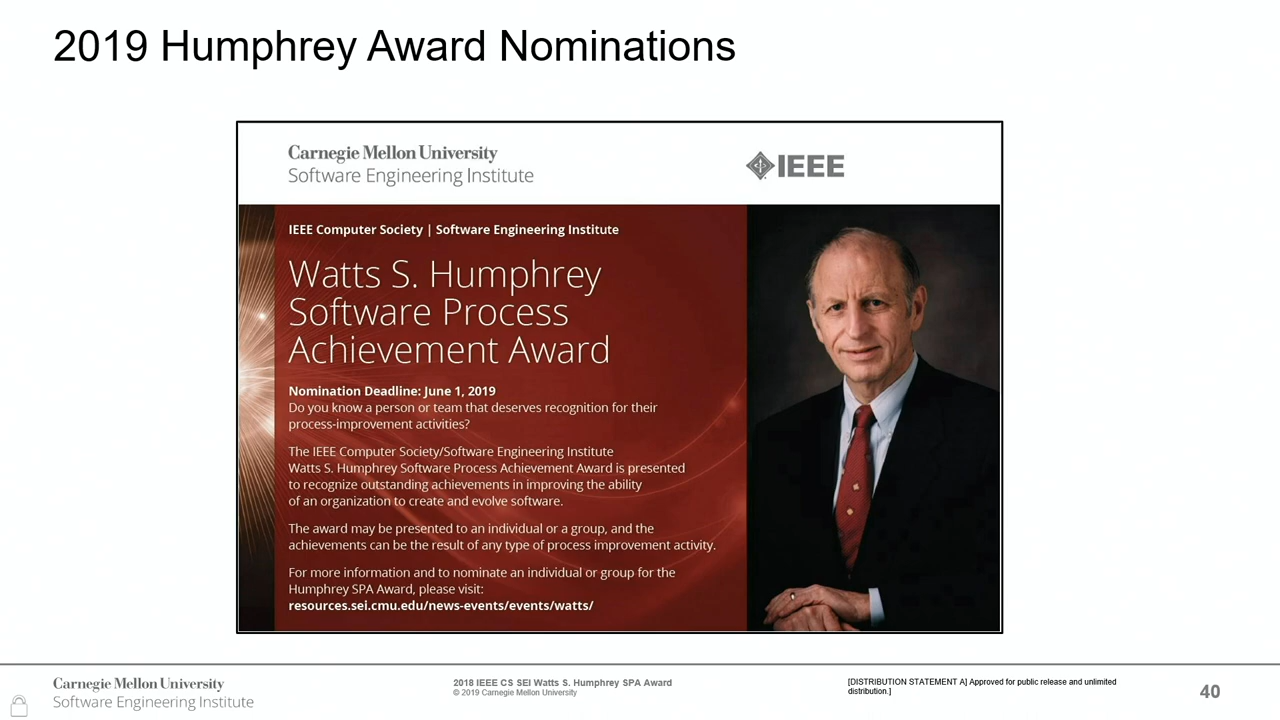 2019 Humphrey Award Nominations
Carnegie Mellon University
Software Engineering Institute
IEEE
IEEE Computer Society | Software Engineering Institute
Watts S. Humphrey
Software Process
Achievement Award
Nomination Deadline: June 1, 2019
Do you know a person or team that deserves recognition for their
process-improvement activities?
The IEEE Computer Society/Software Engineering Institute
Watts S. Humphrey Software Process Achievement Award is presented
to recognize outstanding achievements in improving the ability
of an organization to create and evolve software.
The award may be presented to an individual or a group, and the
achievements can be the result of any type of process improvement activity.
For more information and to nominate an individual or group for the
Humphrey SPA Award, please visit:
resources.sei.cmu.edu/news-events/events/watts/
Carnegie Mellon University
Software Engineering Institute
2018 IEEE CS SEI Watts S. Humphrey SPA Award
© 2019 Carnegie Mellon University
[DISTRIBUTION STATEMENT A] Approved for public release and unlimited
distribution.]
40